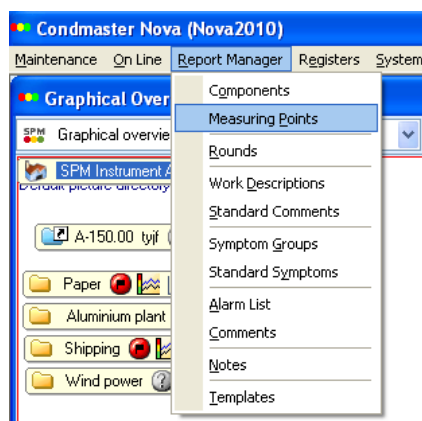 Condmaster Nova (Nova2010)
Maintenance On Line Report Manager Registers System
Graphical Over
SPM Graphical overvie
SPM Instrument A
Default picture directory
A-150.00 tyif
Paper
Aluminium plant
Shipping
Wind power
Components
Measuring Points
Rounds
Work Descriptions
Standard Comments
Symptom Groups
Standard Symptoms
Alarm List
Comments
Notes
Templates